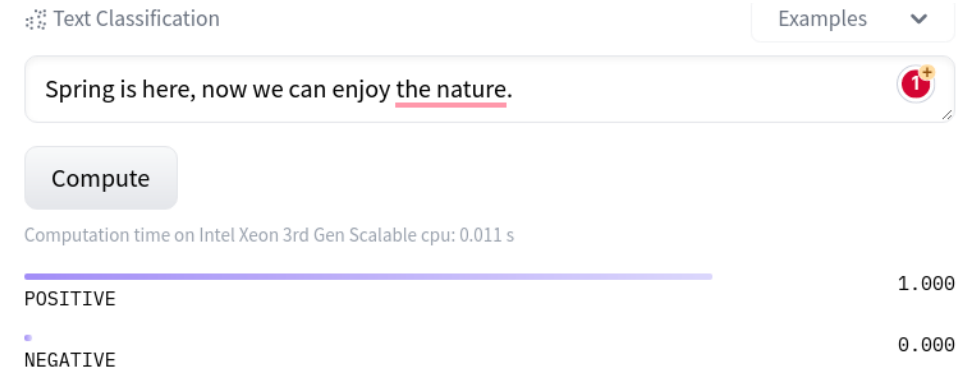 Text Classification
Examples
Spring is here, now we can enjoy the nature.
1+
Compute
Computation time on Intel Xeon 3rd Gen Scalable cpu: 0.011 s
1.000
POSITIVE
0.000
NEGATIVE